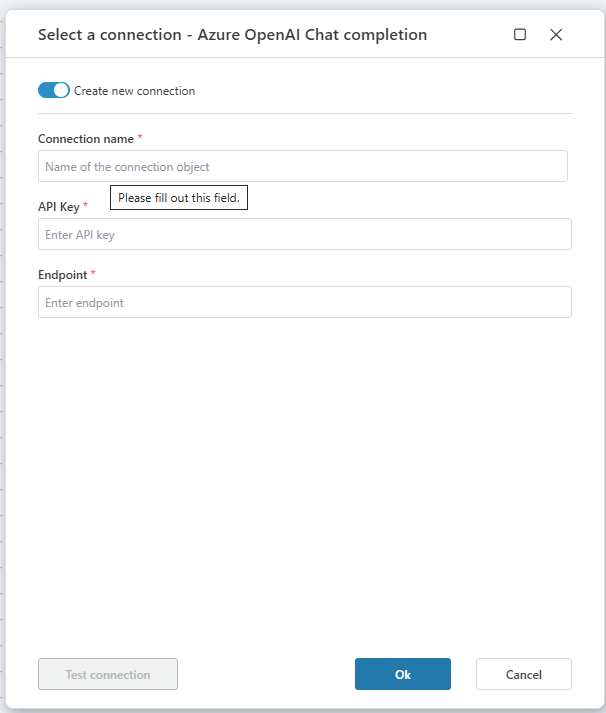 Select a connection - Azure OpenAI Chat completion
Create new connection
Connection name *
Name of the connection object
Please fill out this field.
API Key *
Enter API key
Endpoint *
Enter endpoint
Test connection
Ok
Cancel